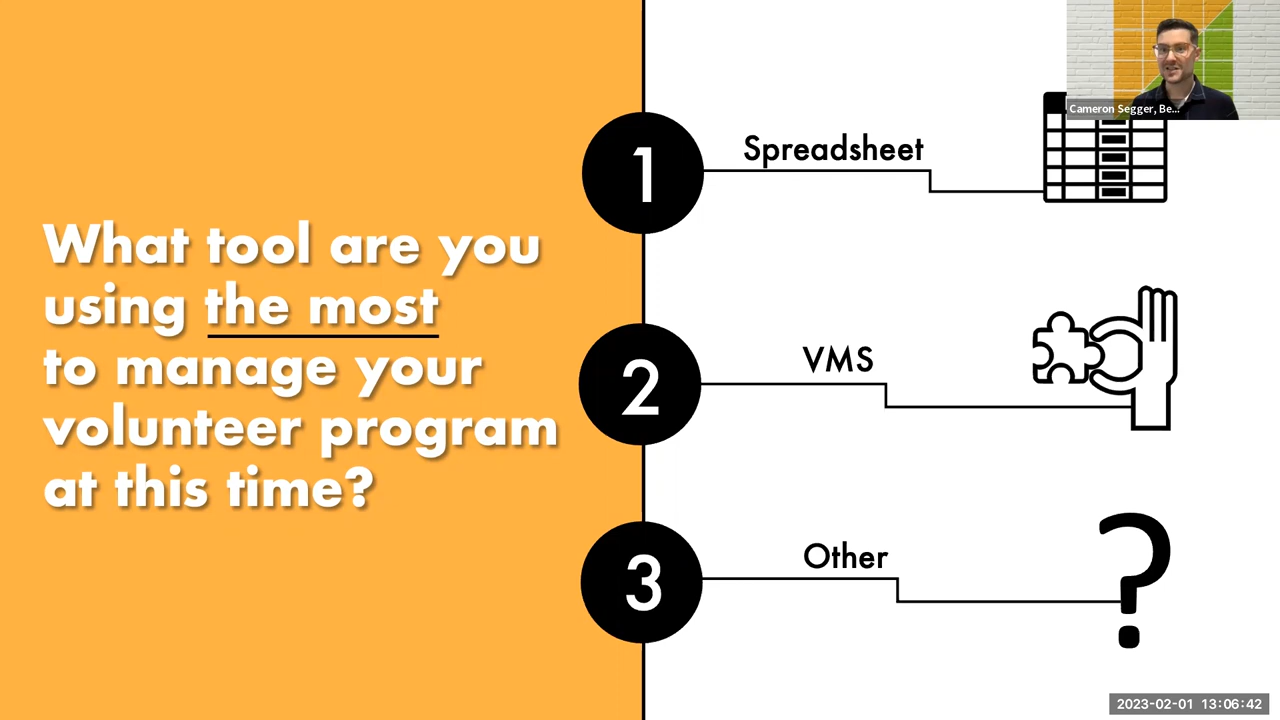 What tool are you
using the most
to manage your
volunteer program
at this time?
1
Spreadsheet
2
VMS
3
Other
?
Cameron Segger, Be...
2023-02-01 13:06:42